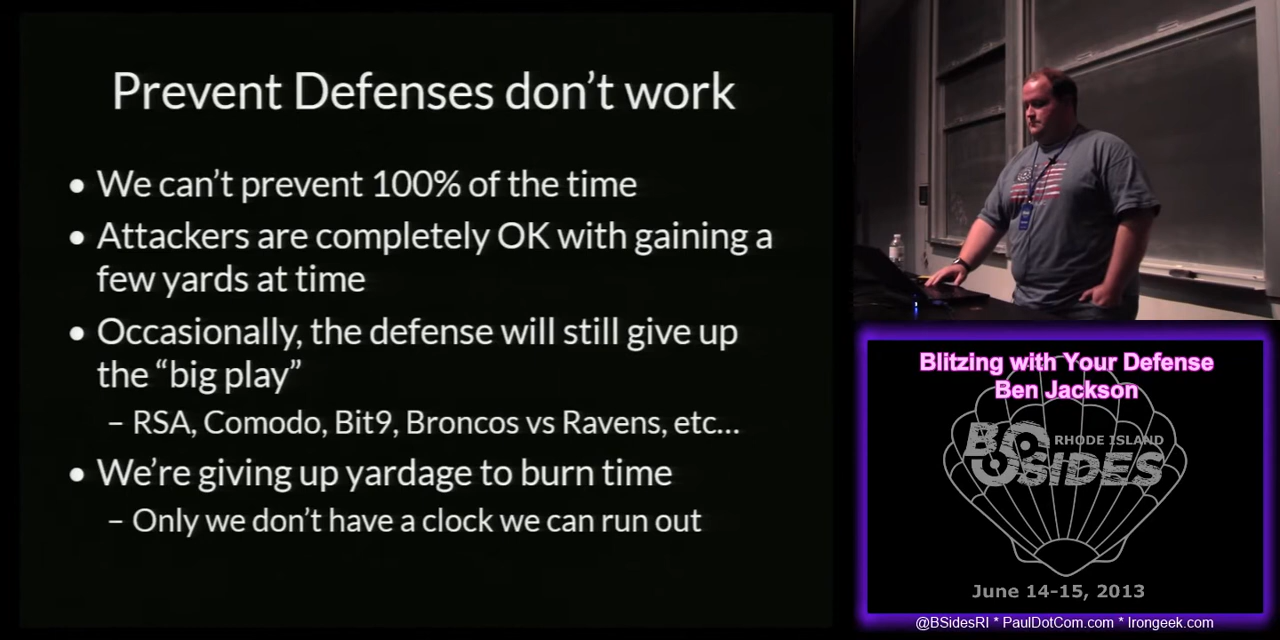 Prevent Defenses don't work
• We can't prevent 100% of the time
• Attackers are completely OK with gaining a
few yards at time
• Occasionally, the defense will still give up
the “big play”
– RSA, Comodo, Bit9, Broncos vs Ravens, etc...
• We're giving up yardage to burn time
– Only we don't have a clock we can run out
Blitzing with Your Defense
Ben Jackson
BSIDES RHODE ISLAND
June 14-15, 2013
@BSidesRI * PaulDotCom.com * Irongeek.com